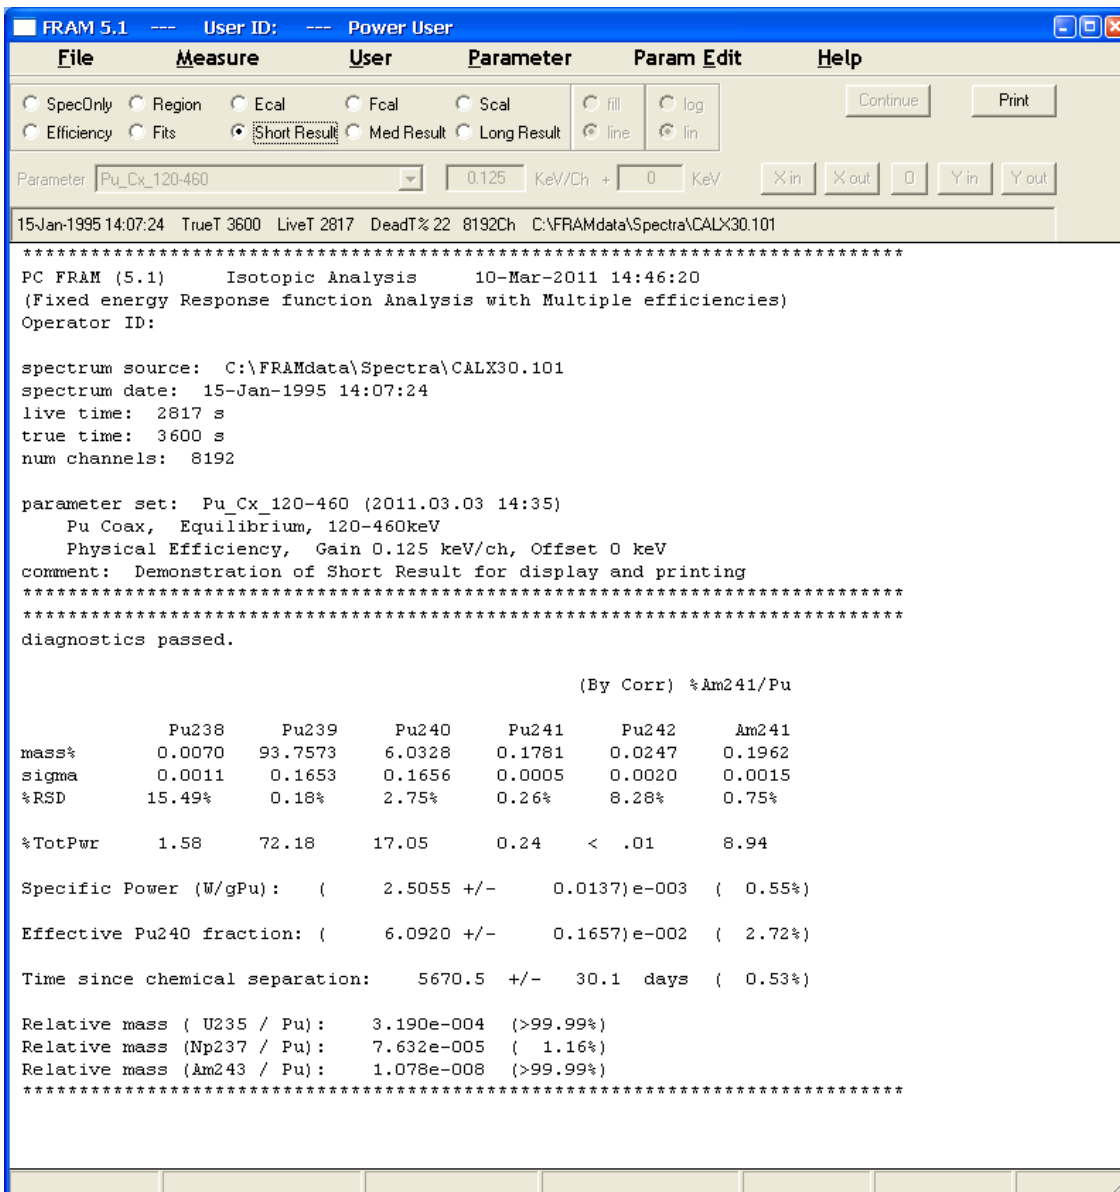 FRAM 5.1 --- User ID: --- Power User
File Measure User Parameter Param Edit Help
SpecOnly Region Ecal Fcal Scal fill log Continue Print
Efficiency Fits Short Result Med Result Long Result line lin
Parameter Pu_Cx_120-460 0.125 KeV/Ch + 0 KeV X in X out 0 Y in Y out
15-Jan-1995 14:07:24 TrueT 3600 LiveT 2817 DeadT% 22 8192Ch C:\FRAMdata\Spectra\CALX30.101
********************************************************************************
PC FRAM (5.1) Isotopic Analysis 10-Mar-2011 14:46:20
(Fixed energy Response function Analysis with Multiple efficiencies)
Operator ID:
spectrum source: C:\FRAMdata\Spectra\CALX30.101
spectrum date: 15-Jan-1995 14:07:24
live time: 2817 s
true time: 3600 s
num channels: 8192
parameter set: Pu_Cx_120-460 (2011.03.03 14:35)
Pu Coax, Equilibrium, 120-460keV
Physical Efficiency, Gain 0.125 keV/ch, Offset 0 keV
comment: Demonstration of Short Result for display and printing
********************************************************************************
********************************************************************************
diagnostics passed.
(By Corr) %Am241/Pu
Pu238 Pu239 Pu240 Pu241 Pu242 Am241
mass% 0.0070 93.7573 6.0328 0.1781 0.0247 0.1962
sigma 0.0011 0.1653 0.1656 0.0005 0.0020 0.0015
%RSD 15.49% 0.18% 2.75% 0.26% 8.28% 0.75%
%TotPwr 1.58 72.18 17.05 0.24 < .01 8.94
Specific Power (W/gPu): ( 2.5055 +/- 0.0137)e-003 ( 0.55%)
Effective Pu240 fraction: ( 6.0920 +/- 0.1657)e-002 ( 2.72%)
Time since chemical separation: 5670.5 +/- 30.1 days ( 0.53%)
Relative mass ( U235 / Pu): 3.190e-004 (>99.99%)
Relative mass (Np237 / Pu): 7.632e-005 ( 1.16%)
Relative mass (Am243 / Pu): 1.078e-008 (>99.99%)
********************************************************************************